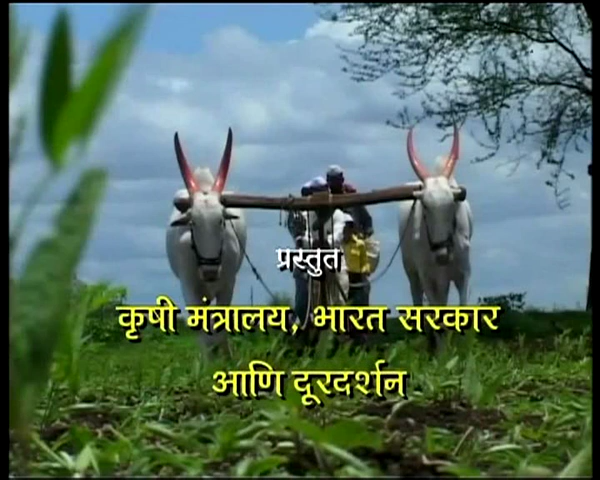 प्रस्तुत
कृषी मंत्रालय, भारत सरकार
आणि दूरदर्शन